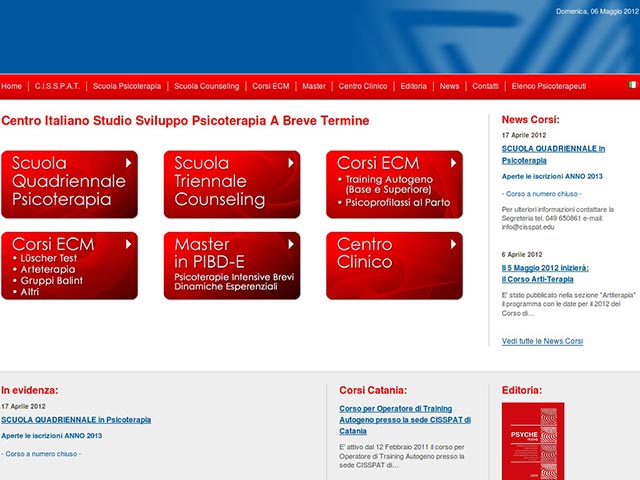 Domenica, 06 Maggio 2012
Home
C.I.S.S.P.A.T.
Scuola Psicoterapia
Scuola Counseling
Corsi ECM
Master
Centro Clinico
Editoria
News
Contatti
Elenco Psicoterapeuti
Centro Italiano Studio Sviluppo Psicoterapia A Breve Termine
Scuola
Quadriennale
Psicoterapia
Scuola
Triennale
Counseling
Corsi ECM
• Training Autogeno
(Base e Superiore)
• Psicoprofilassi al Parto
Corsi ECM
• Lüscher Test
• Arteterapia
• Gruppi Balint
• Altri
Master
in PIBD-E
Psicoterapie Intensive Brevi
Dinamiche Esperenziali
Centro
Clinico
News Corsi:
17 Aprile 2012
SCUOLA QUADRIENNALE in
Psicoterapia
Aperte le iscrizioni ANNO 2013
- Corso a numero chiuso -
Per ulteriori informazioni contattare la
Segreteria tel. 049 650861 e-mail:
info@cisspat.edu
6 Aprile 2012
Il 5 Maggio 2012 Inizierà:
il Corso Arti-Terapia
E' stato pubblicato nella sezione "Artiterapia"
il programma con le date per il 2012 del
Corso di...
Vedi tutte le News Corsi
In evidenza:
17 Aprile 2012
SCUOLA QUADRIENNALE in Psicoterapia
Aperte le iscrizioni ANNO 2013
- Corso a numero chiuso -
Corsi Catania:
Corso per Operatore di Training
Autogeno presso la sede CISSPAT di
Catania
E' attivo dal 12 Febbraio 2011 il corso per
Operatore di Training Autogeno presso la
sede CISSPAT di...
Editoria:
PSYCHE